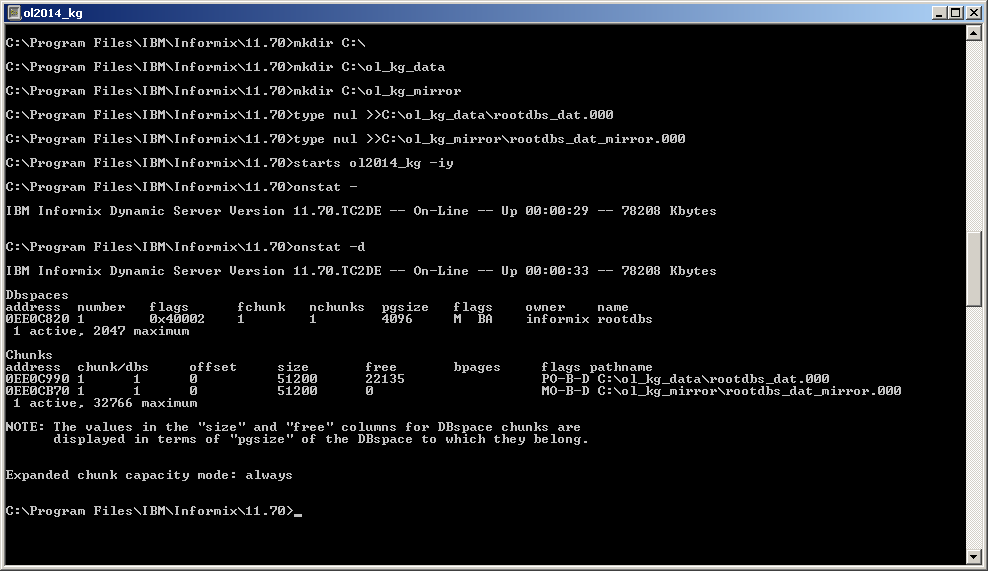 ol2014_kg
C:\Program Files\IBM\Informix\11.70>mkdir C:\
C:\Program Files\IBM\Informix\11.70>mkdir C:\ol_kg_data
C:\Program Files\IBM\Informix\11.70>mkdir C:\ol_kg_mirror
C:\Program Files\IBM\Informix\11.70>type nul >>C:\ol_kg_data\rootdbs_dat.000
C:\Program Files\IBM\Informix\11.70>type nul >>C:\ol_kg_mirror\rootdbs_dat_mirror.000
C:\Program Files\IBM\Informix\11.70>starts ol2014_kg -iy
C:\Program Files\IBM\Informix\11.70>onstat -
IBM Informix Dynamic Server Version 11.70.TC2DE -- On-Line -- Up 00:00:29 -- 78208 Kbytes
C:\Program Files\IBM\Informix\11.70>onstat -d
IBM Informix Dynamic Server Version 11.70.TC2DE -- On-Line -- Up 00:00:33 -- 78208 Kbytes
Dbspaces
address  number   flags      fchunk   nchunks  pgsize   flags    owner    name
0EE0C820 1        0x40002    1        1        4096     M  BA    informix rootdbs
 1 active, 2047 maximum
Chunks
address  chunk/dbs     offset     size       free       bpages     flags pathname
0EE0C990 1      1      0          51200      22135                 PO-B-D C:\ol_kg_data\rootdbs_dat.000
0EE0CB70 1      1      0          51200      0                     MO-B-D C:\ol_kg_mirror\rootdbs_dat_mirror.000
 1 active, 32766 maximum
NOTE: The values in the "size" and "free" columns for DBspace chunks are
      displayed in terms of "pgsize" of the DBspace to which they belong.
Expanded chunk capacity mode: always
C:\Program Files\IBM\Informix\11.70>_